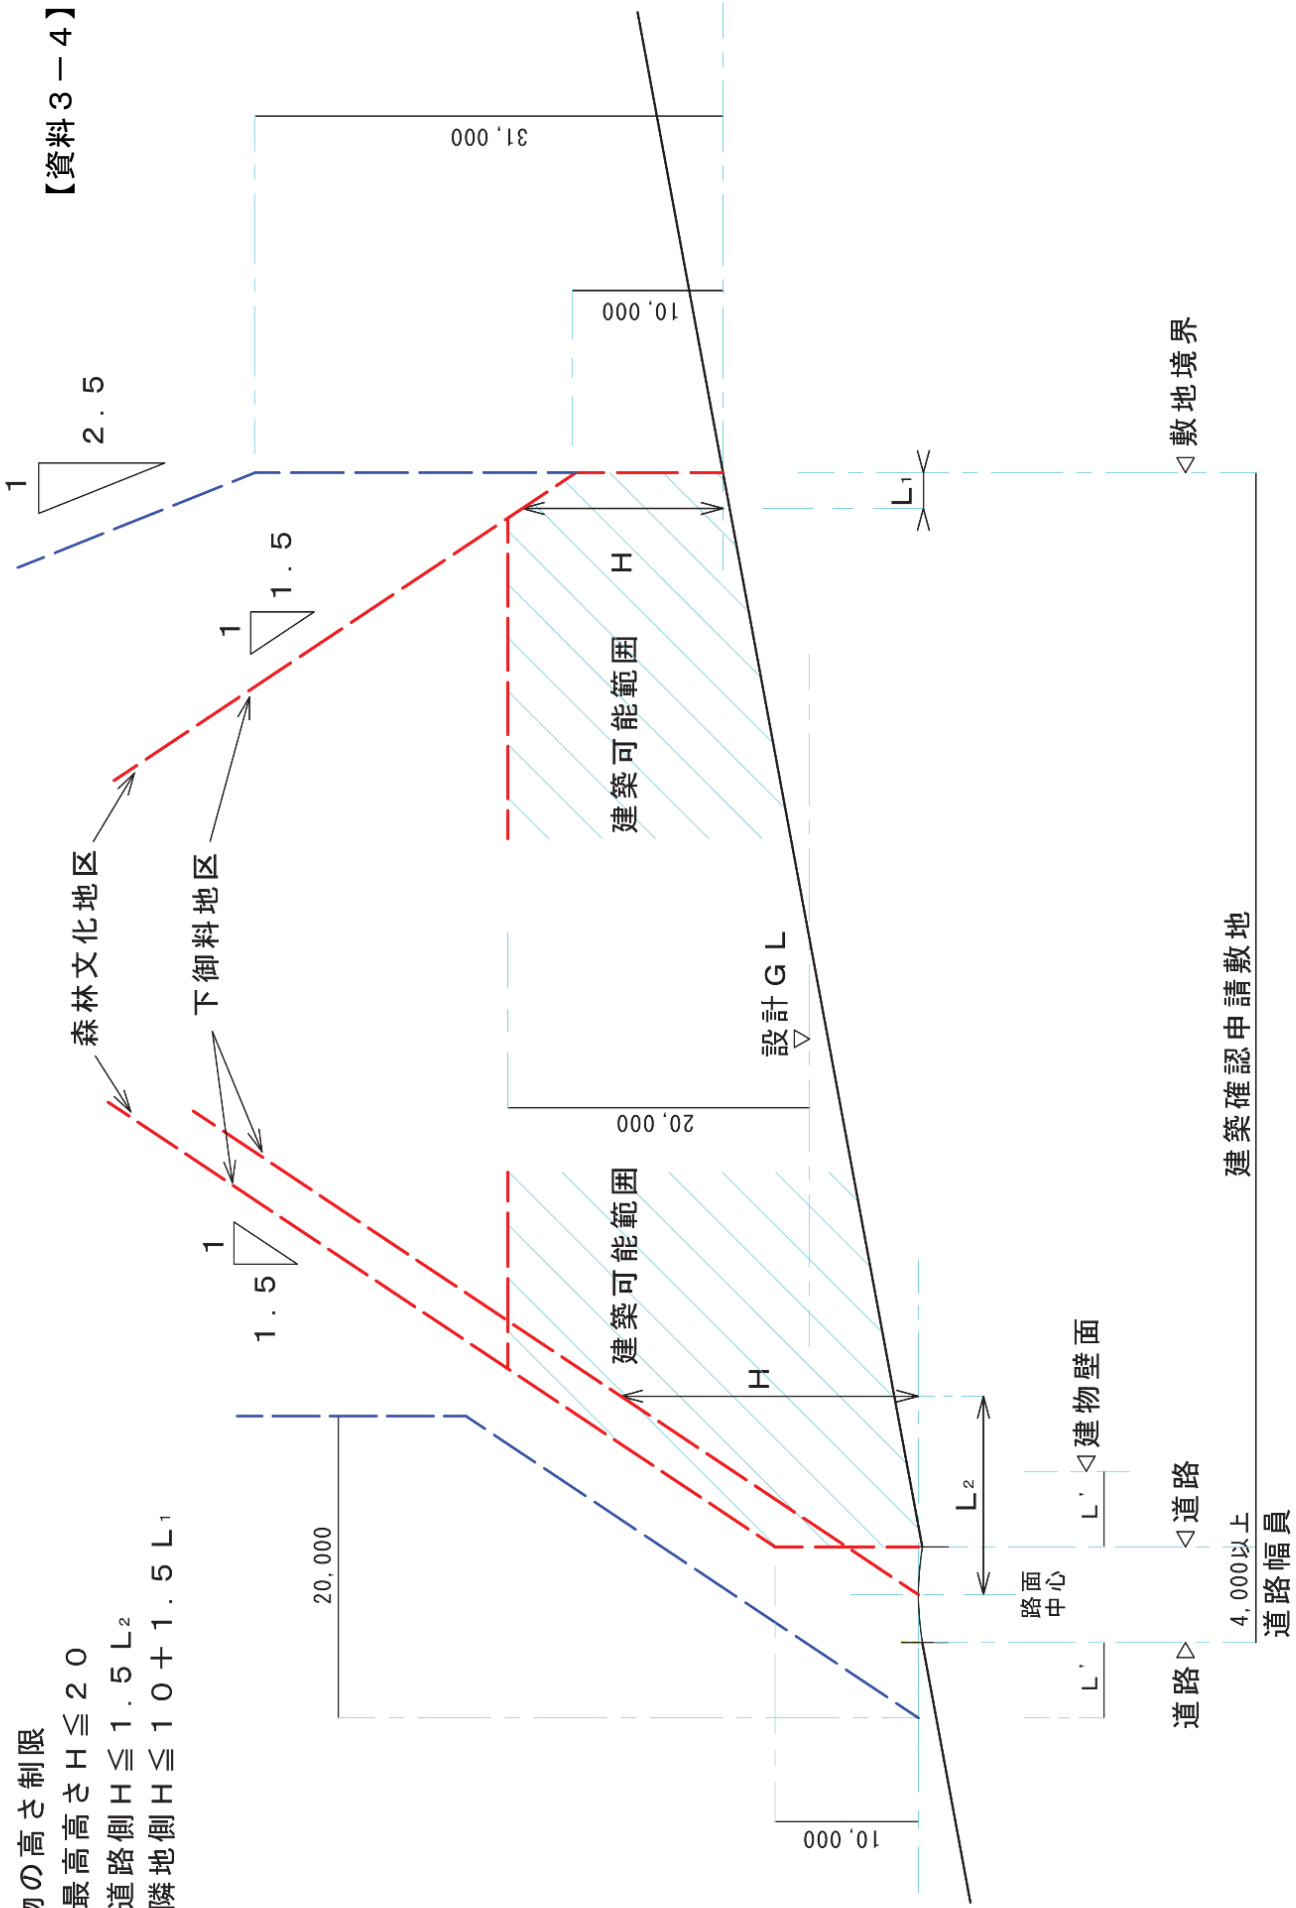 【資料3－4】
物の高さ制限
最高高さH≦20
道路側H≦1.5L2
隣地側H≦10＋1.5L1
森林文化地区
下御料地区
1
1.5
1
1.5
1
2.5
31,000
10,000
20,000
20,000
10,000
建築可能範囲
建築可能範囲
H
H
設計GL
▽
L1
L2
L'
L'
路面
中心
▽建物壁面
道路▷
▽道路
▽敷地境界
4,000以上
道路幅員
建築確認申請敷地